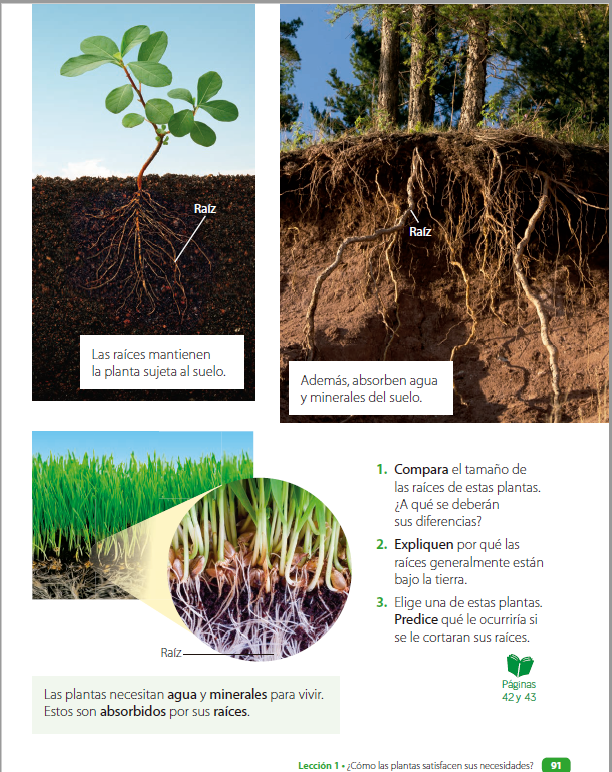 Raíz
Las raíces mantienen
la planta sujeta al suelo.
Raíz
Además, absorben agua
y minerales del suelo.
Raíz
1. Compara el tamaño de
las raíces de estas plantas.
¿A qué se deberán
sus diferencias?
2. Expliquen por qué las
raíces generalmente están
bajo la tierra.
3. Elige una de estas plantas.
Predice qué le ocurriría si
se le cortaran sus raíces.
Páginas
42 y 43
Las plantas necesitan agua y minerales para vivir.
Estos son absorbidos por sus raíces.
Lección 1 • ¿Cómo las plantas satisfacen sus necesidades? 91